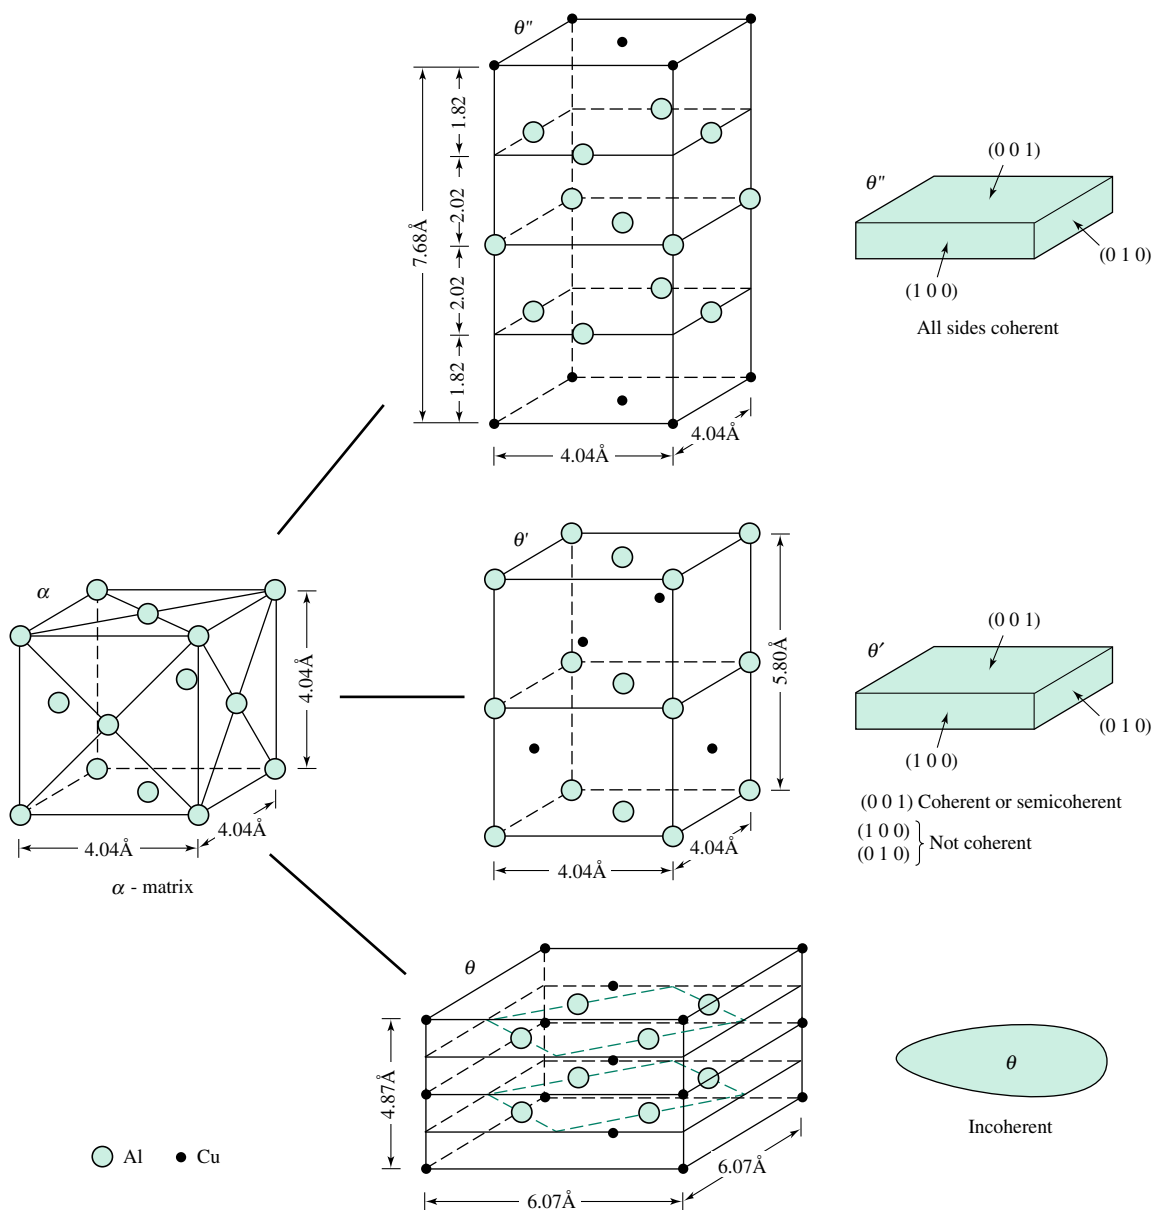 θ″
1.82
2.02
7.68Å
2.02
1.82
4.04Å
4.04Å
θ″
(0 0 1)
(0 1 0)
(1 0 0)
All sides coherent
α
4.04Å
4.04Å
4.04Å
α - matrix
θ′
5.80Å
4.04Å
4.04Å
θ′
(0 0 1)
(0 1 0)
(1 0 0)
(0 0 1) Coherent or semicoherent
(1 0 0)
(0 1 0)
Not coherent
θ
4.87Å
6.07Å
6.07Å
θ
Incoherent
Al
Cu